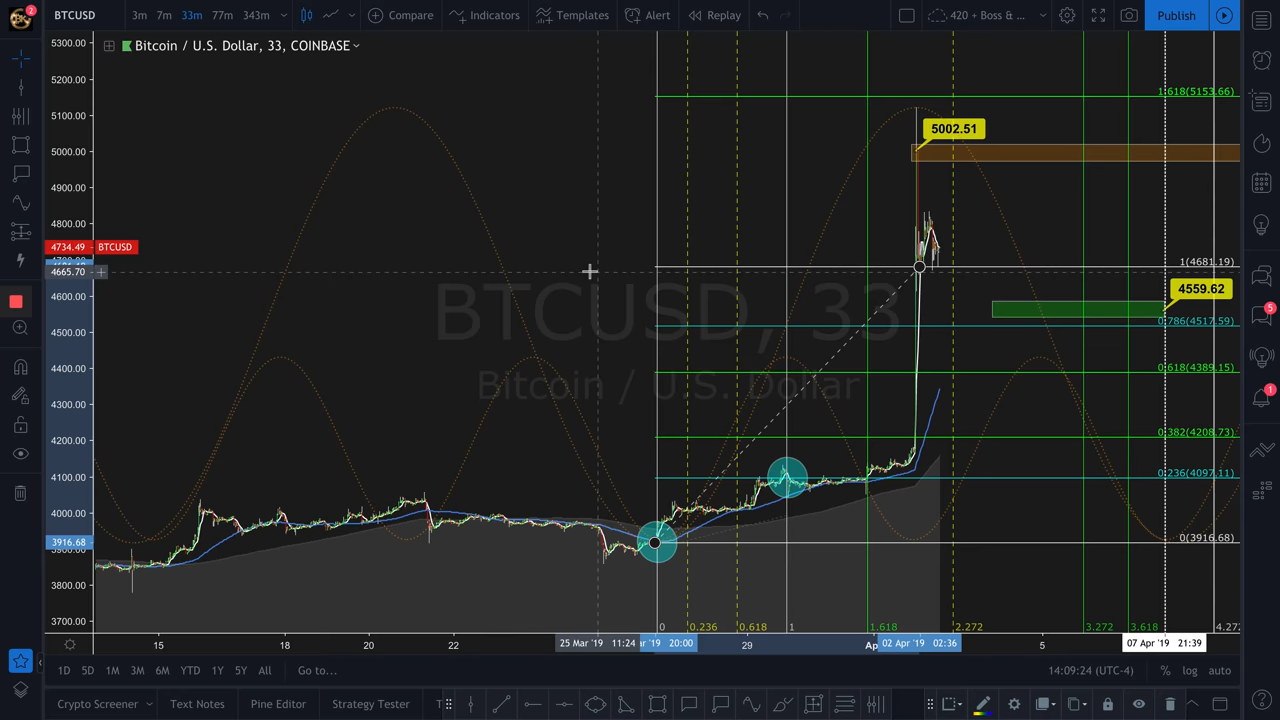 2
BTCUSD
3m 7m 33m 77m 343m
Compare
Indicators
Templates
Alert
Replay
420 + Boss & ...
Publish
Bitcoin / U.S. Dollar, 33, COINBASE
5300.00
5200.00
5100.00
5000.00
4900.00
4800.00
4734.49 BTCUSD
4665.70
4600.00
4500.00
4400.00
4300.00
4200.00
4100.00
4000.00
3916.68
3800.00
3700.00
BTCUSD, 33
Bitcoin / U.S. Dollar
1.618(5153.66)
5002.51
1(4681.19)
4559.62
0.786(4517.59)
0.618(4389.15)
0.382(4208.73)
0.236(4097.11)
0(3916.68)
5
1
0 0.236 0.618 1 1.618 2.272 3.272 3.618 4.272
15 18 20 22 25 Mar '19 11:24 '19 20:00 29 02 Apr '19 02:36 5 07 Apr '19 21:39
1D 5D 1M 3M 6M YTD 1Y 5Y All Go to...
14:09:24 (UTC-4) % log auto
Crypto Screener Text Notes Pine Editor Strategy Tester